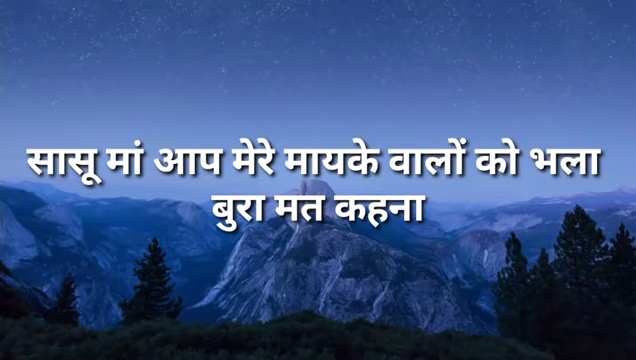 सासू मां आप मेरे मायके वालों को भला
बुरा मत कहना